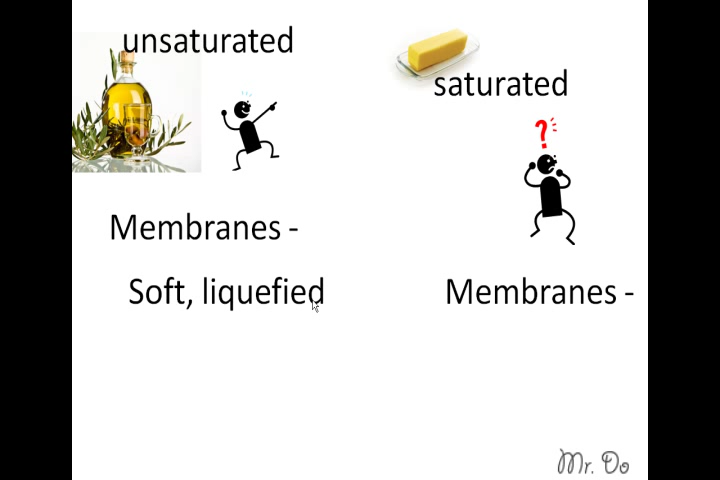 unsaturated
saturated
?
Membranes -
Soft, liquefied
Membranes -
Mr. Do